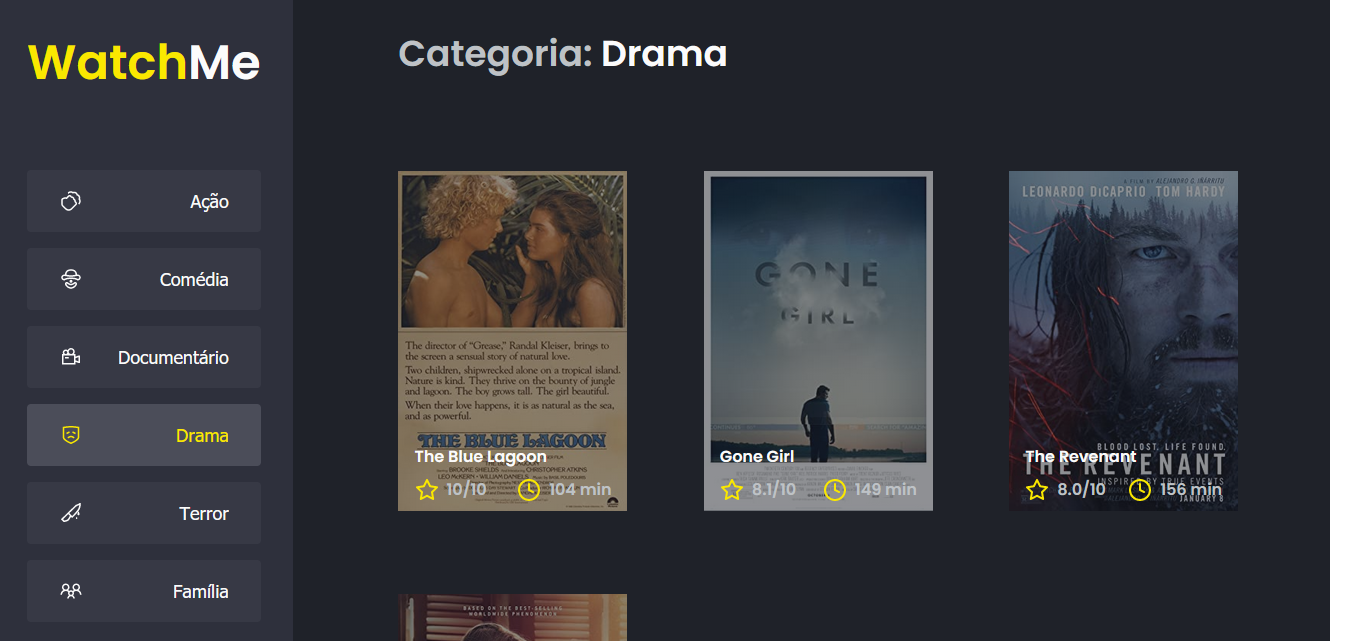 WatchMe
Categoria: Drama
Ação
Comédia
Documentário
Drama
Terror
Família
The director of "Grease," Randal Kleiser, brings to
the screen a sensual story of natural love.
Two children, shipwrecked alone on a tropical island.
Nature is kind. They thrive on the bounty of jungle
and lagoon. The boy grows tall. The girl beautiful.
When their love happens, it is as natural as the sea,
and as powerful.
THE BLUE LAGOON
The Blue Lagoon
BROOKE SHIELDS CHRISTOPHER ATKINS
LEO McKERN · WILLIAM DANIELS
10/10 104 min
GONE
GIRL
Gone Girl
8.1/10 149 min
A FILM BY ALEJANDRO G. IÑÁRRITU
LEONARDO DiCAPRIO TOM HARDY
BLOOD LOST. LIFE FOUND.
The Revenant
THE REVENANT
INSPIRED BY TRUE EVENTS
8.0/10 156 min
JANUARY 8
BASED ON THE BEST-SELLING
WORLDWIDE PHENOMENON